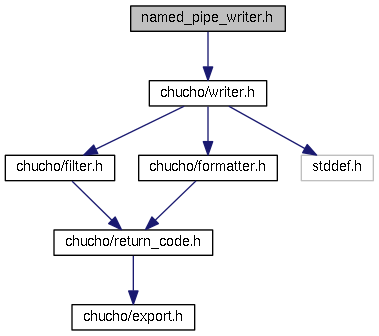 named_pipe_writer.h
chucho/writer.h
chucho/filter.h
chucho/formatter.h
stddef.h
chucho/return_code.h
chucho/export.h